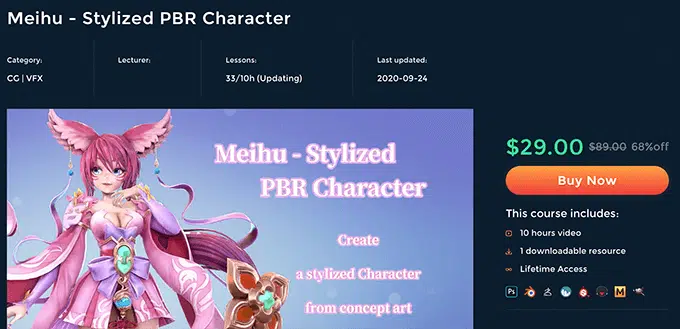 Meihu - Stylized PBR Character
Category:
CG | VFX
Lecturer:
Lessons:
33/10h (Updating)
Last updated:
2020-09-24
Meihu - Stylized
PBR Character
Create
a stylized Character
from concept art
$29.00 $89.00 68%off
Buy Now
This course includes:
10 hours video
1 downloadable resource
Lifetime Access
Ps
M